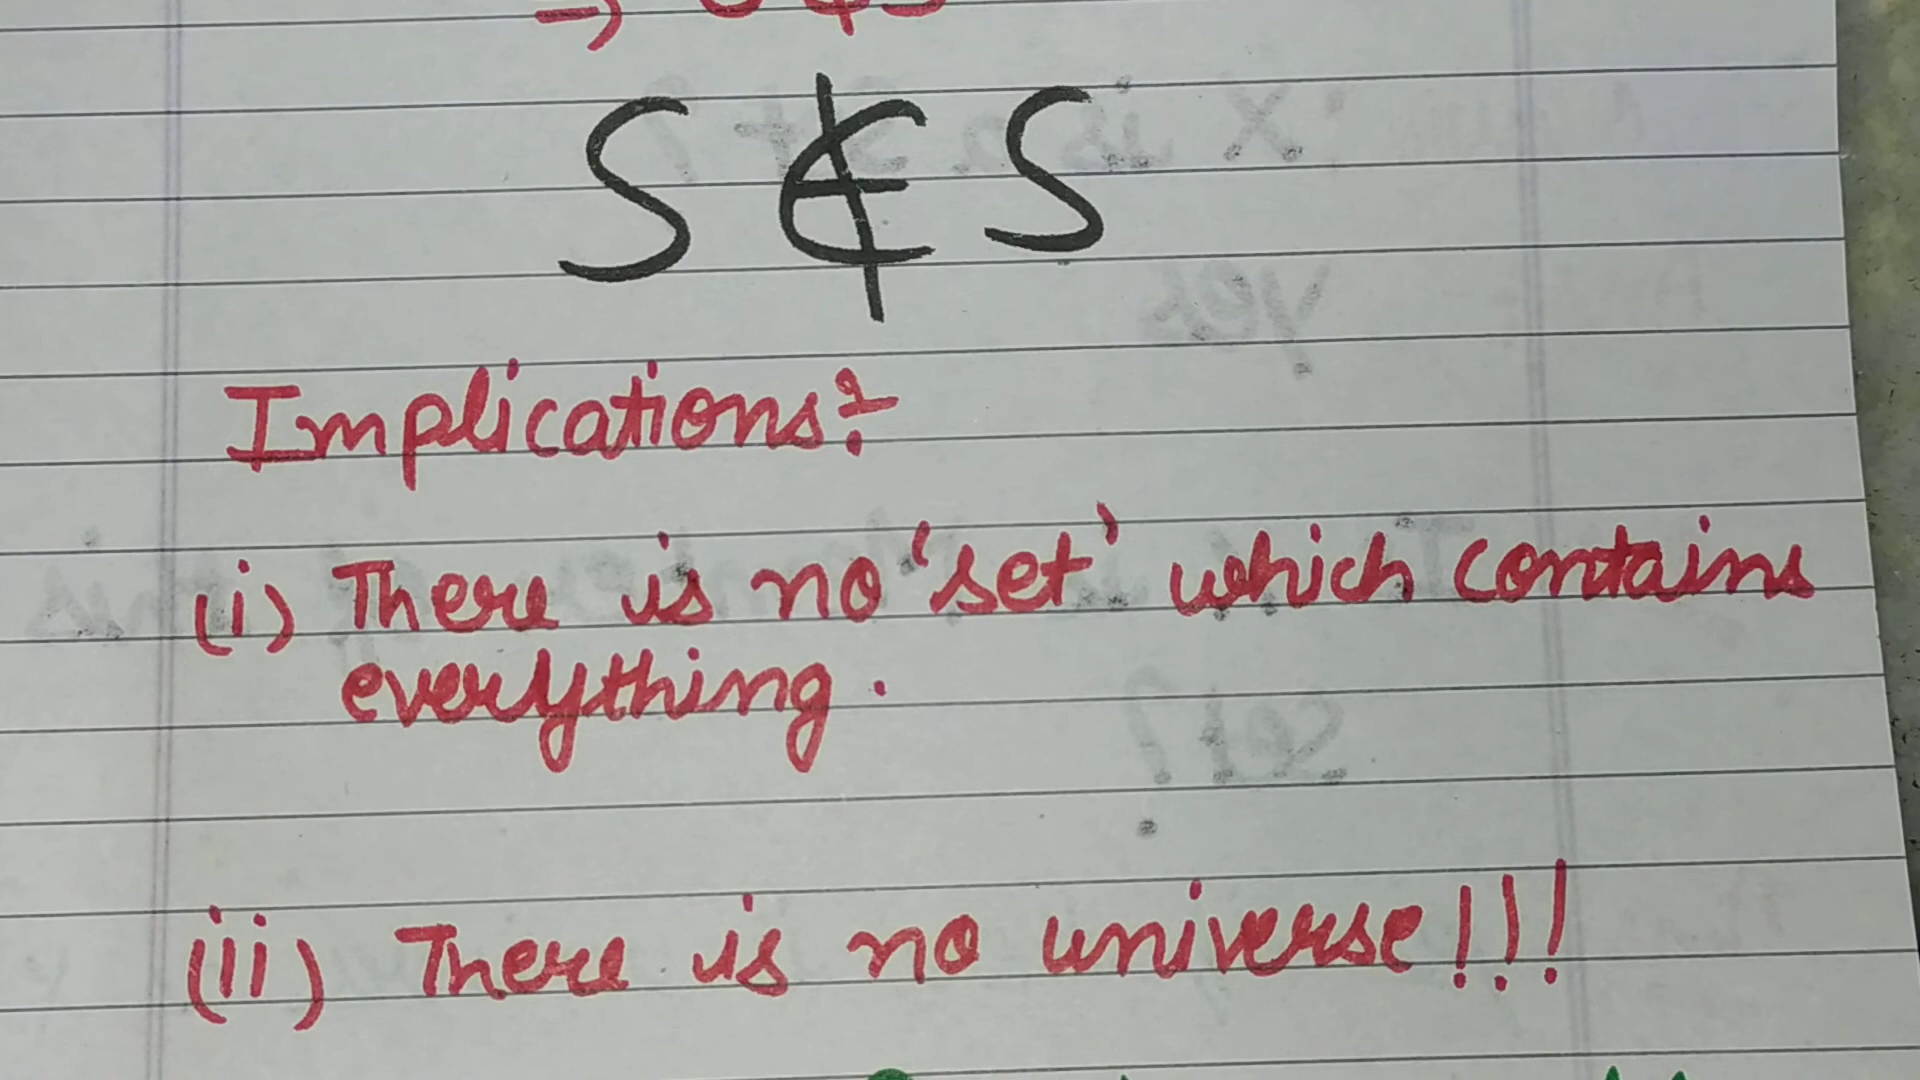 S ∉ S
Implications?
(i) There is no 'set' which contains
everything.
(ii) There is no universe!!!